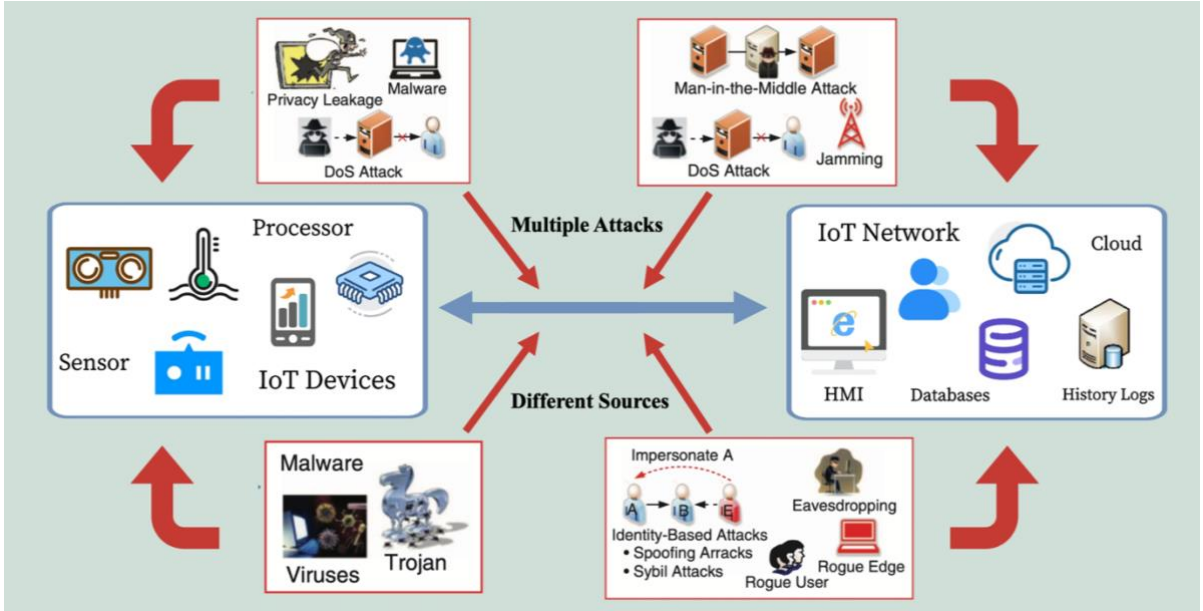 Privacy Leakage
Malware
DoS Attack
Man-in-the-Middle Attack
DoS Attack
Jamming
Multiple Attacks
Processor
Sensor
IoT Devices
IoT Network
Cloud
HMI
Databases
History Logs
Different Sources
Malware
Viruses
Trojan
Impersonate A
A
B
E
Eavesdropping
Identity-Based Attacks
• Spoofing Arracks
• Sybil Attacks
Rogue User
Rogue Edge